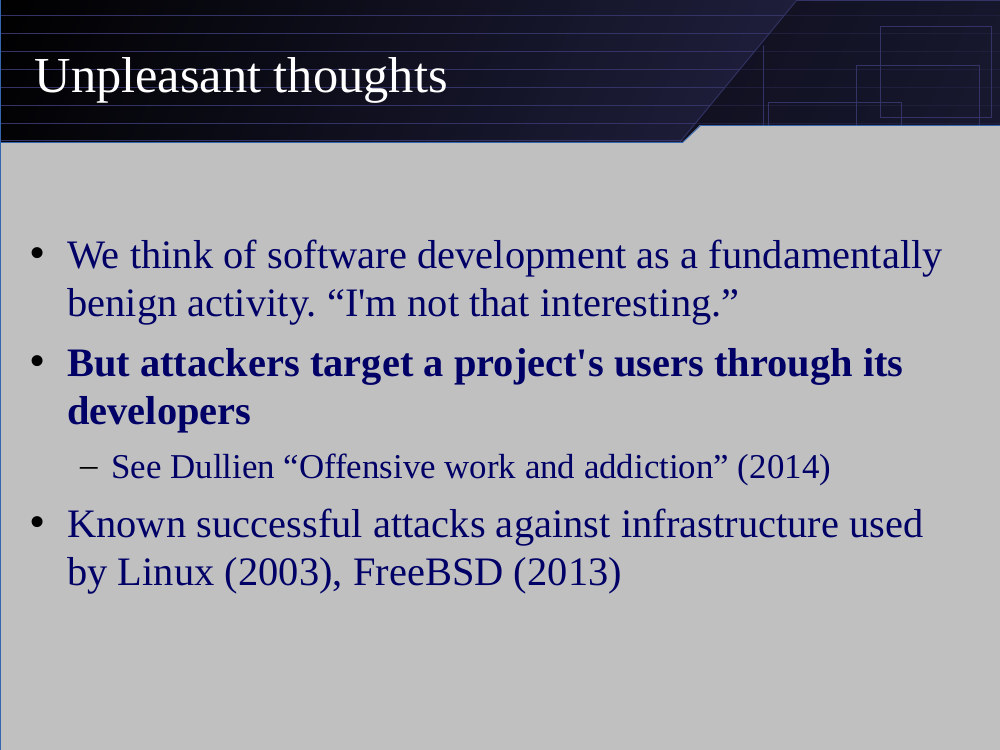 Unpleasant thoughts
• We think of software development as a fundamentally
benign activity. “I'm not that interesting.”
• But attackers target a project's users through its
developers
– See Dullien “Offensive work and addiction” (2014)
• Known successful attacks against infrastructure used
by Linux (2003), FreeBSD (2013)